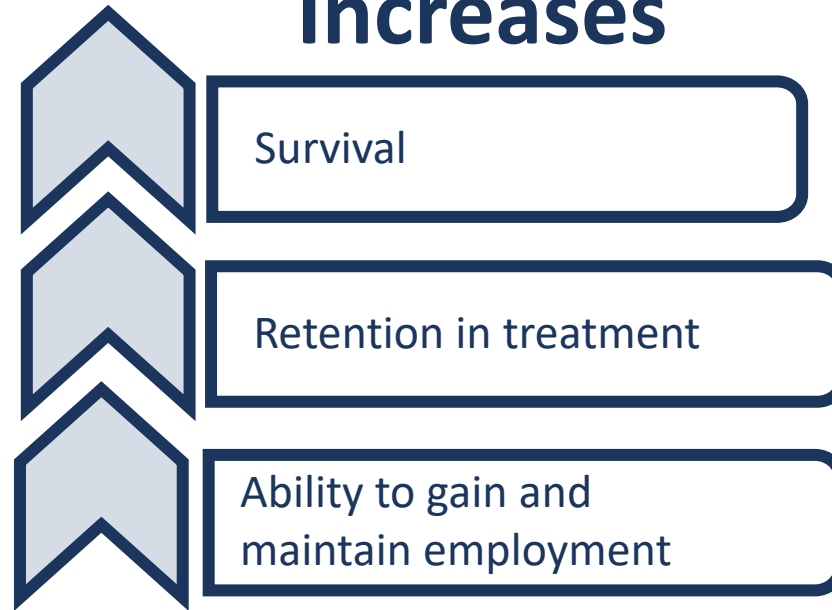 Increases
Survival
Retention in treatment
Ability to gain and
maintain employment